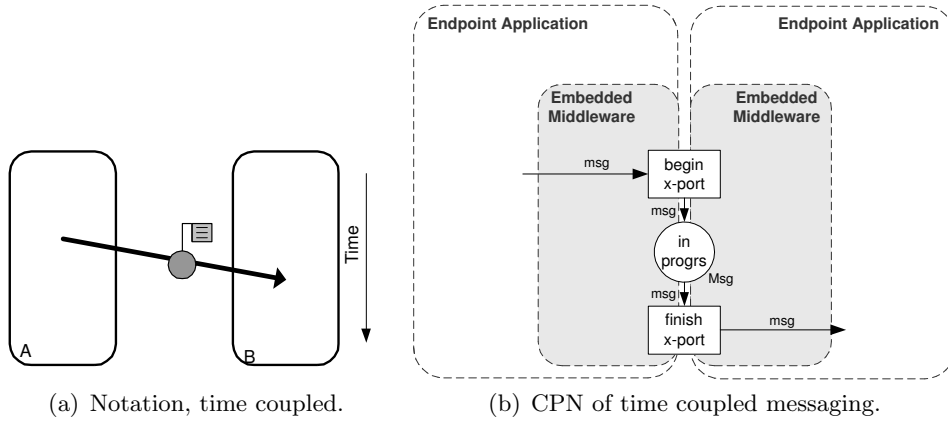 Endpoint Application
Endpoint Application
Embedded
Middleware
Embedded
Middleware
msg
begin
x-port
msg
in
progrs
Msg
msg
finish
x-port
msg
Time
A
B
(a) Notation, time coupled.
(b) CPN of time coupled messaging.